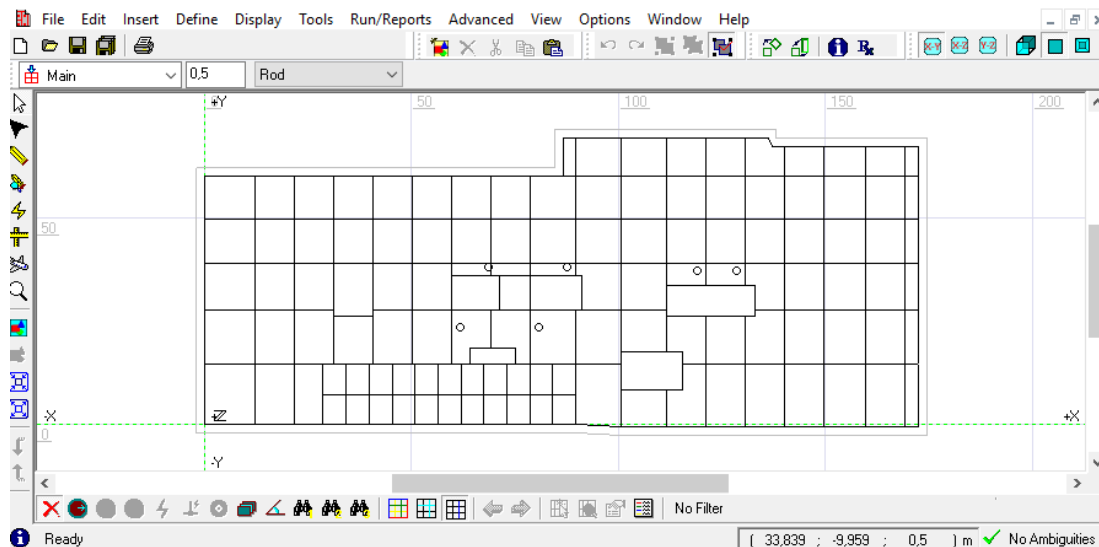 File Edit Insert Define Display Tools Run/Reports Advanced View Options Window Help
X-Y X-Z Y-Z
Main 0,5 Rod
+Y 50 100 150 200
50
-X +Z +X
0
-Y
No Filter
Ready ( 33,839 ; -9,959 ; 0,5 ) m No Ambiguities